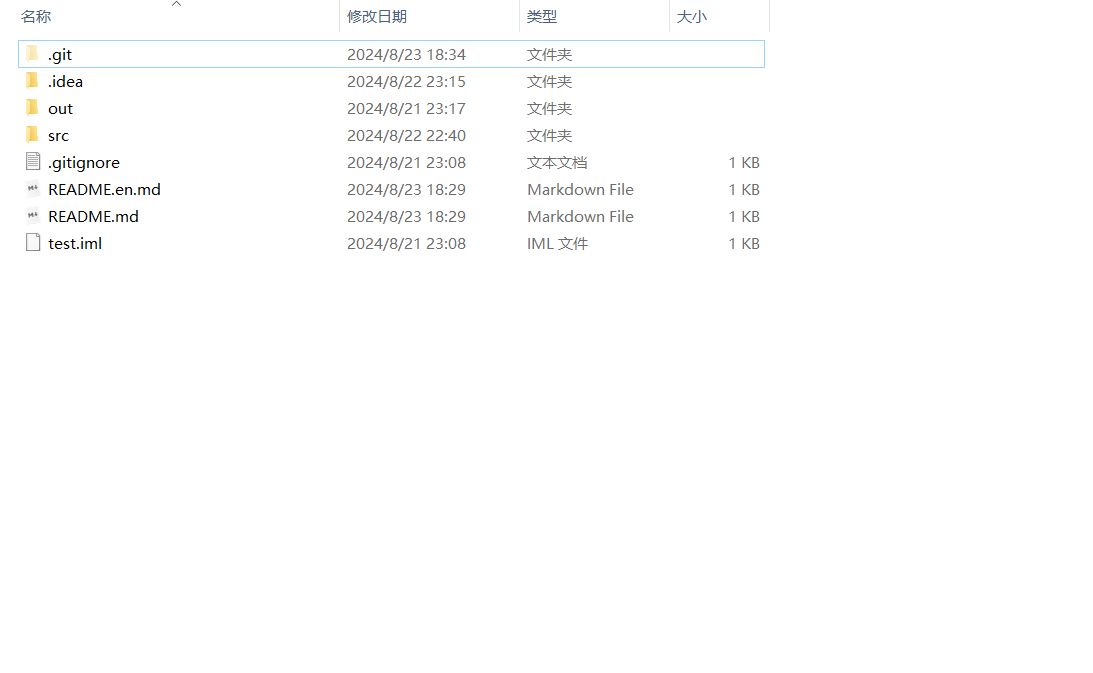 名称 修改日期 类型 大小
.git 2024/8/23 18:34 文件夹
.idea 2024/8/22 23:15 文件夹
out 2024/8/21 23:17 文件夹
src 2024/8/22 22:40 文件夹
.gitignore 2024/8/21 23:08 文本文档 1 KB
README.en.md 2024/8/23 18:29 Markdown File 1 KB
README.md 2024/8/23 18:29 Markdown File 1 KB
test.iml 2024/8/21 23:08 IML 文件 1 KB